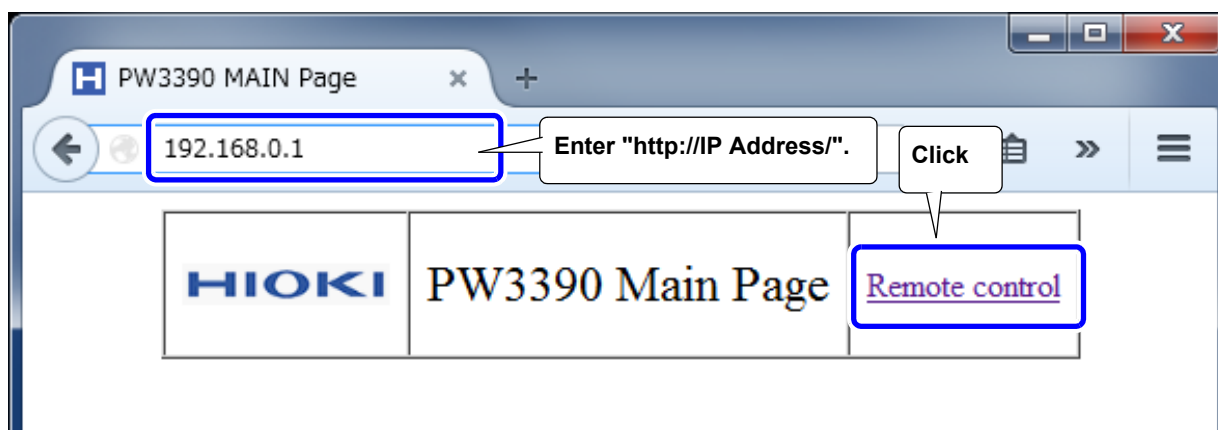 PW3390 MAIN Page
192.168.0.1
Enter "http://IP Address/".
Click
HIOKI
PW3390 Main Page
Remote control